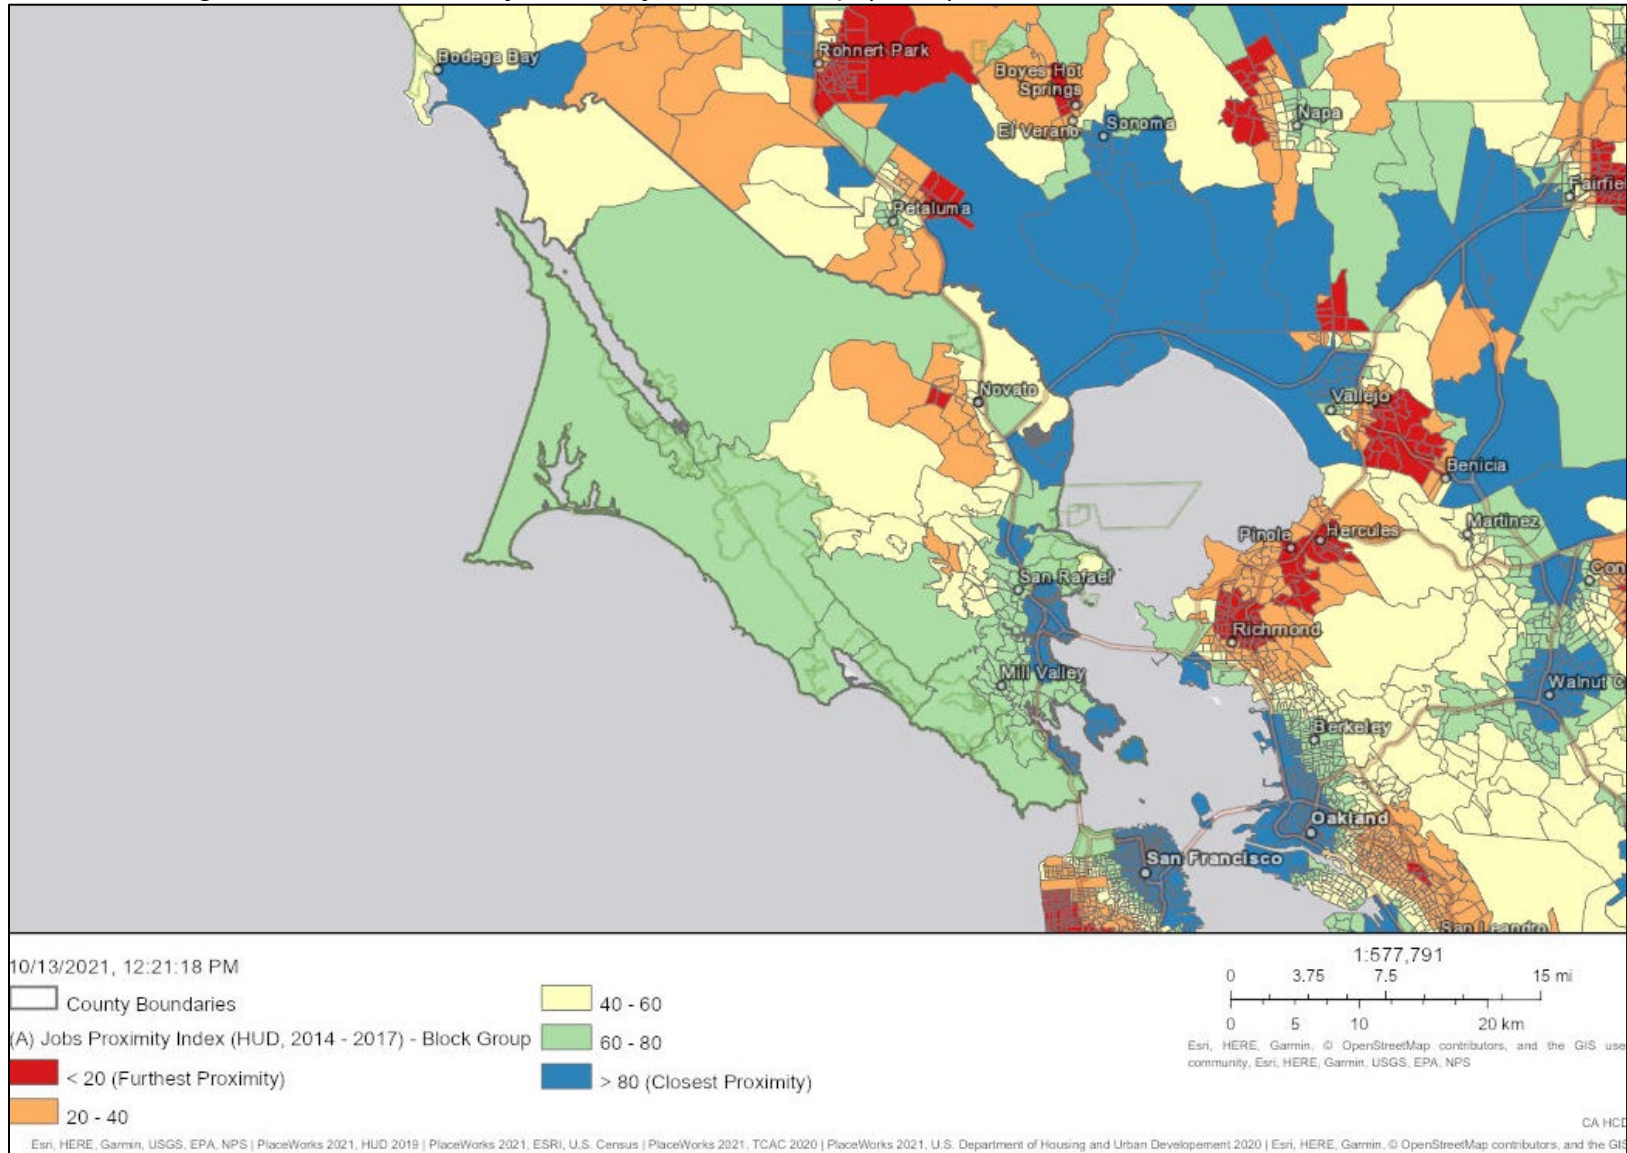 Bodega Bay
Rohnert Park
Boyes Hot
Springs
El Verano
Sonoma
Napa
Fairfie
Petaluma
Novato
Vallejo
Benicia
Pinole
Hercules
Martinez
Con
San Rafael
Richmond
Mill Valley
Walnut C
Berkeley
Oakland
San Francisco
San Leandro
10/13/2021, 12:21:18 PM
County Boundaries
(A) Jobs Proximity Index (HUD, 2014 - 2017) - Block Group
< 20 (Furthest Proximity)
20 - 40
40 - 60
60 - 80
> 80 (Closest Proximity)
1:577,791
0 3.75 7.5 15 mi
0 5 10 20 km
Esri, HERE, Garmin, © OpenStreetMap contributors, and the GIS use
community, Esri, HERE, Garmin, USGS, EPA, NPS
CA HCD
Esri, HERE, Garmin, USGS, EPA, NPS | PlaceWorks 2021, HUD 2019 | PlaceWorks 2021, ESRI, U.S. Census | PlaceWorks 2021, TCAC 2020 | PlaceWorks 2021, U.S. Department of Housing and Urban Developement 2020 | Esri, HERE, Garmin, © OpenStreetMap contributors, and the GIS